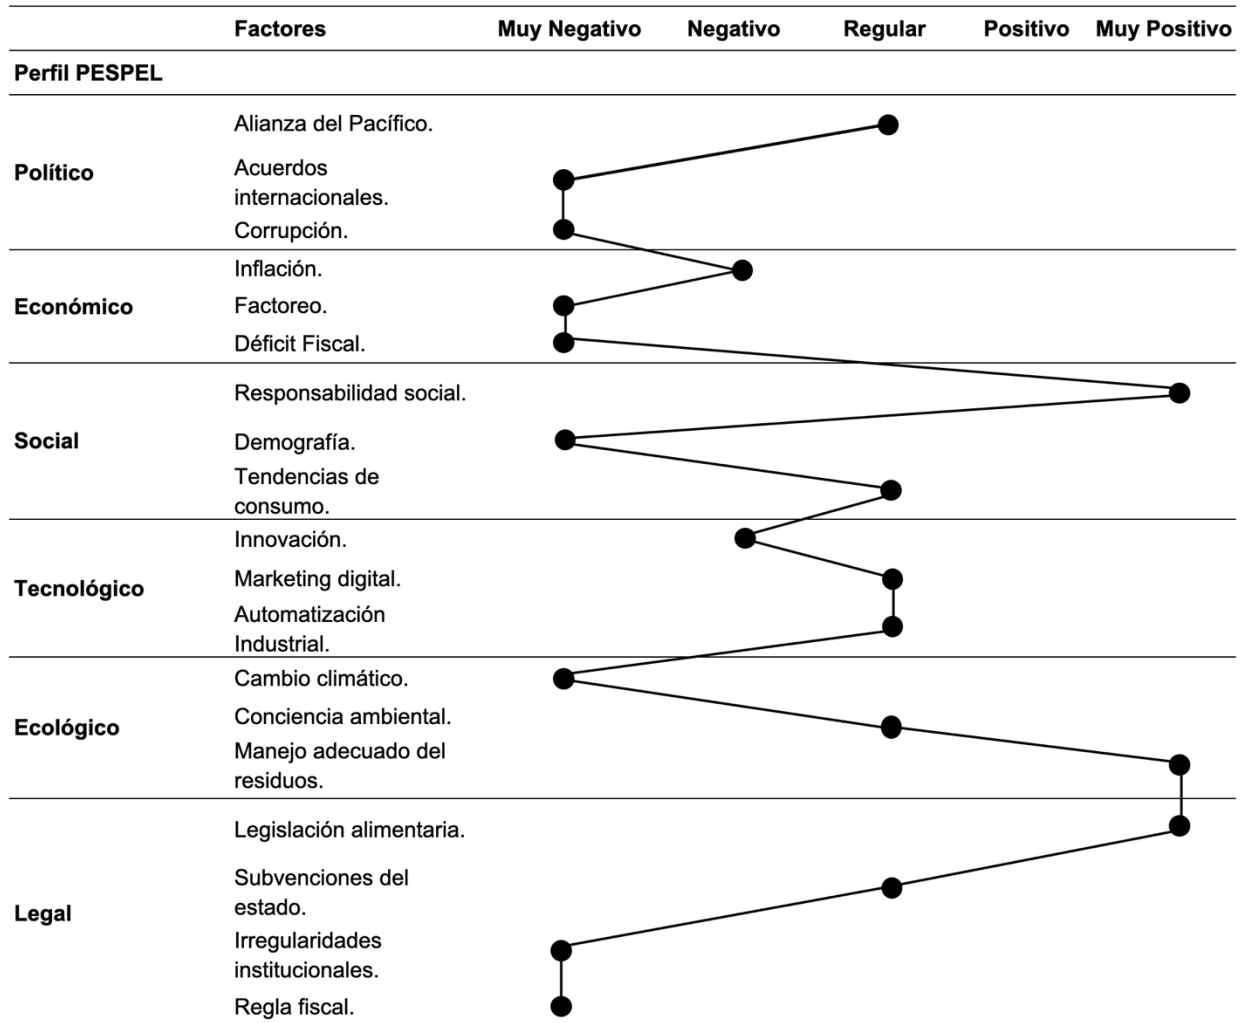 Factores Muy Negativo Negativo Regular Positivo Muy Positivo
Perfil PESPEL
Político
Alianza del Pacífico.
Acuerdos
internacionales.
Corrupción.
Económico
Inflación.
Factoreo.
Déficit Fiscal.
Social
Responsabilidad social.
Demografía.
Tendencias de
consumo.
Tecnológico
Innovación.
Marketing digital.
Automatización
Industrial.
Ecológico
Cambio climático.
Conciencia ambiental.
Manejo adecuado del
residuos.
Legal
Legislación alimentaria.
Subvenciones del
estado.
Irregularidades
institucionales.
Regla fiscal.